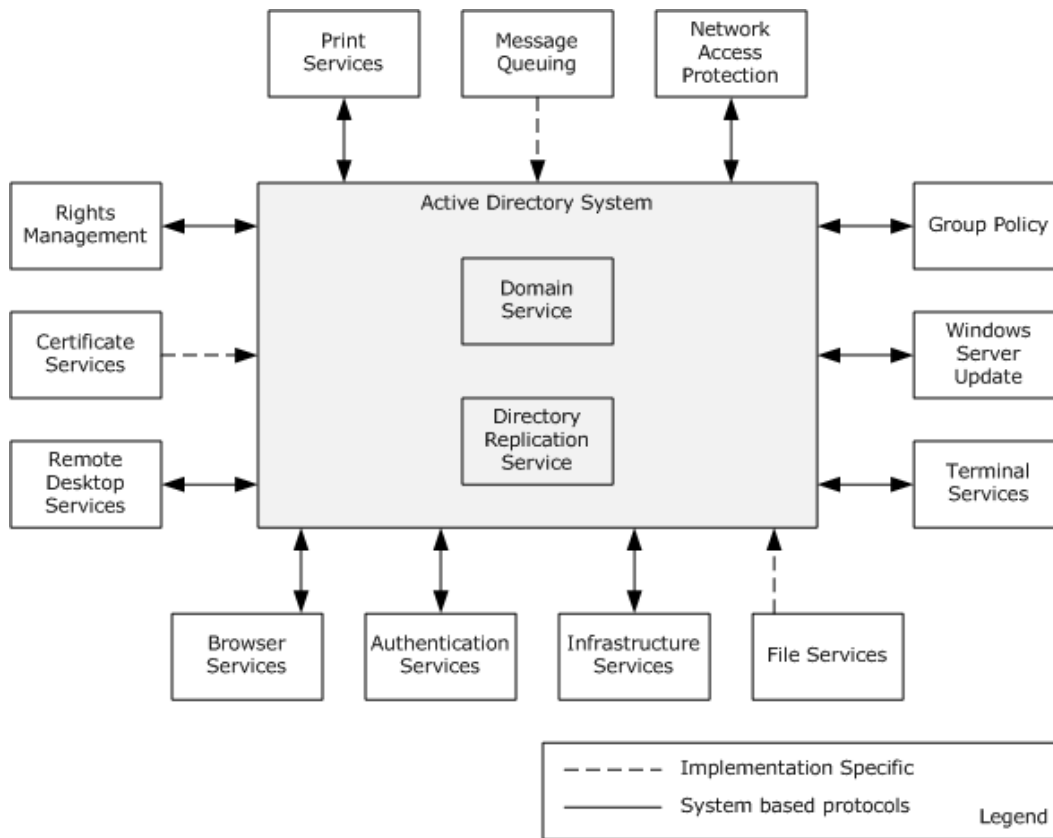 Print
Services
Message
Queuing
Network
Access
Protection
Active Directory System
Rights
Management
Group Policy
Domain
Service
Certificate
Services
Windows
Server
Update
Directory
Replication
Service
Remote
Desktop
Services
Terminal
Services
Browser
Services
Authentication
Services
Infrastructure
Services
File Services
Implementation Specific
System based protocols
Legend